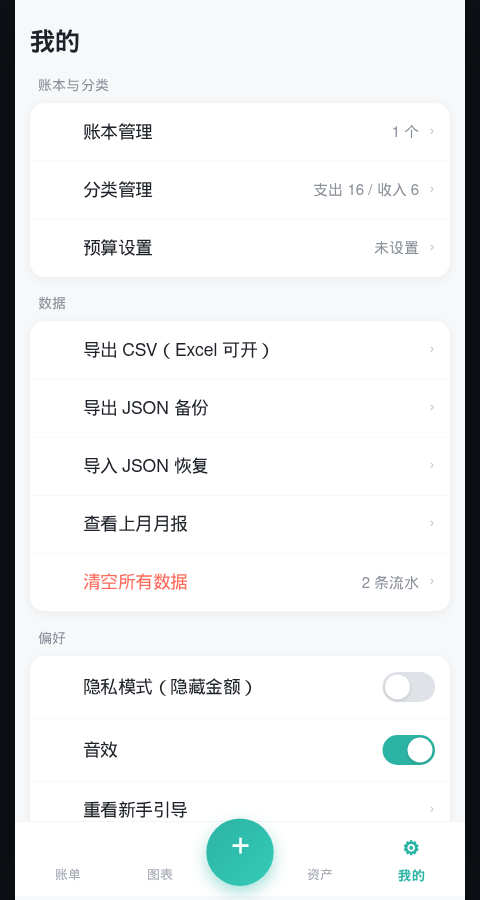 我的
账本与分类
账本管理 1 个 ›
分类管理 支出 16 / 收入 6 ›
预算设置 未设置 ›
数据
导出 CSV（Excel 可开） ›
导出 JSON 备份 ›
导入 JSON 恢复 ›
查看上月月报 ›
清空所有数据 2 条流水 ›
偏好
隐私模式（隐藏金额）
音效
重看新手引导 ›
+
账单 图表 资产 我的